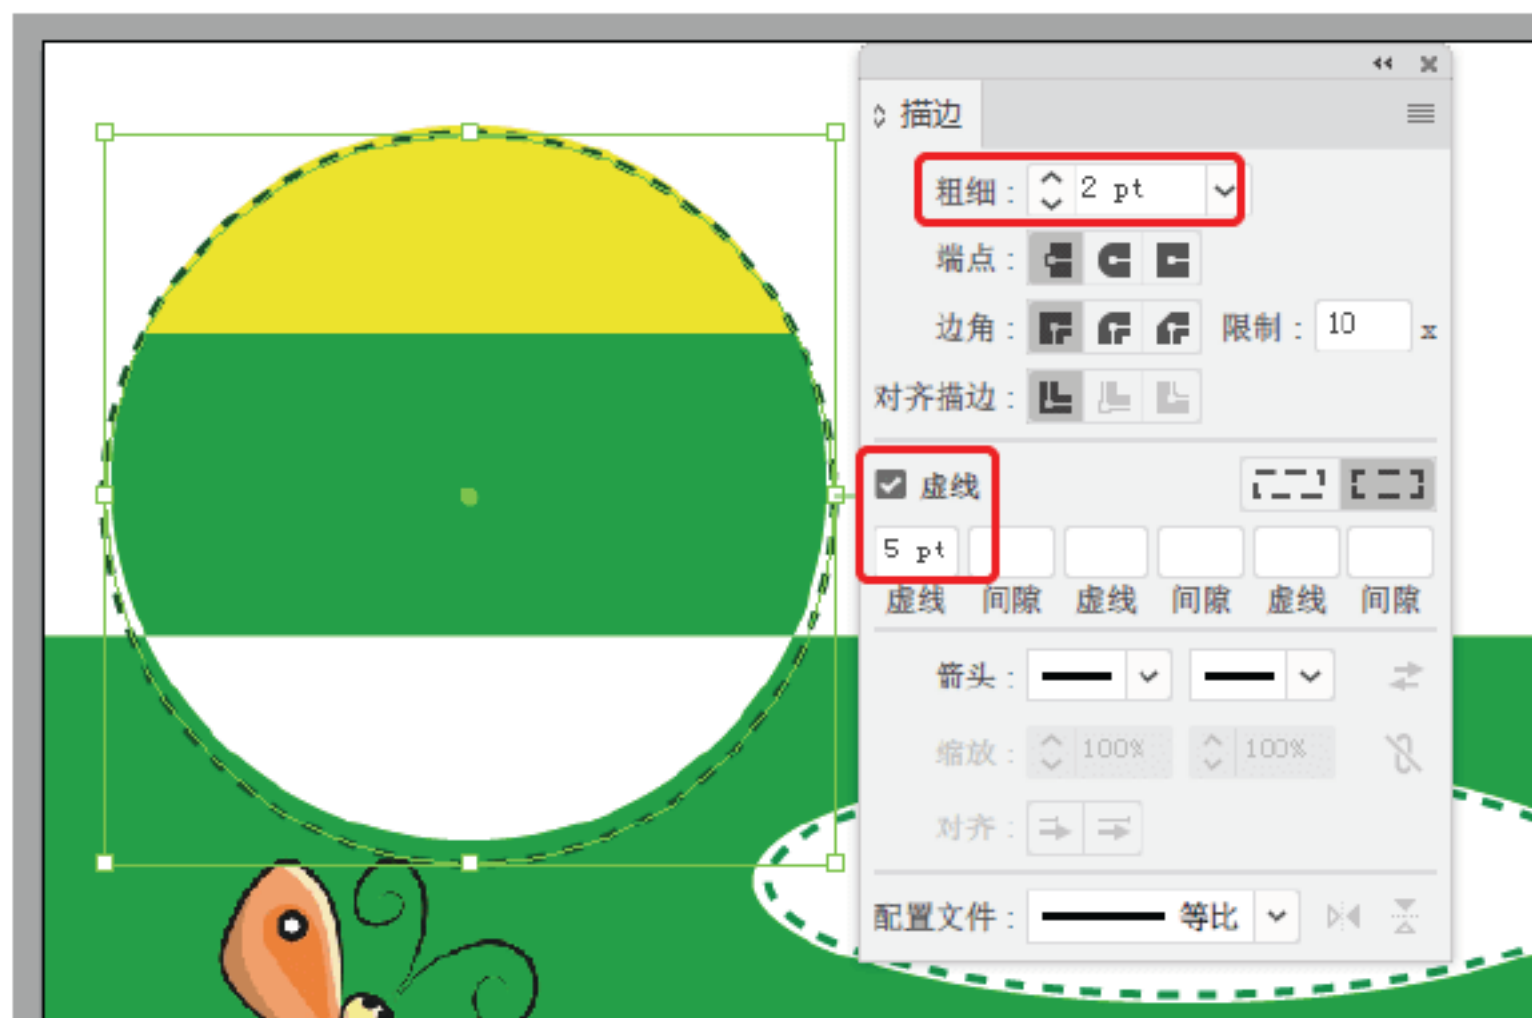 描边
粗细： 2 pt
端点：
边角： 限制： 10 x
对齐描边：
虚线
5 pt
虚线 间隙 虚线 间隙 虚线 间隙
箭头：
缩放： 100% 100%
对齐：
配置文件： 等比